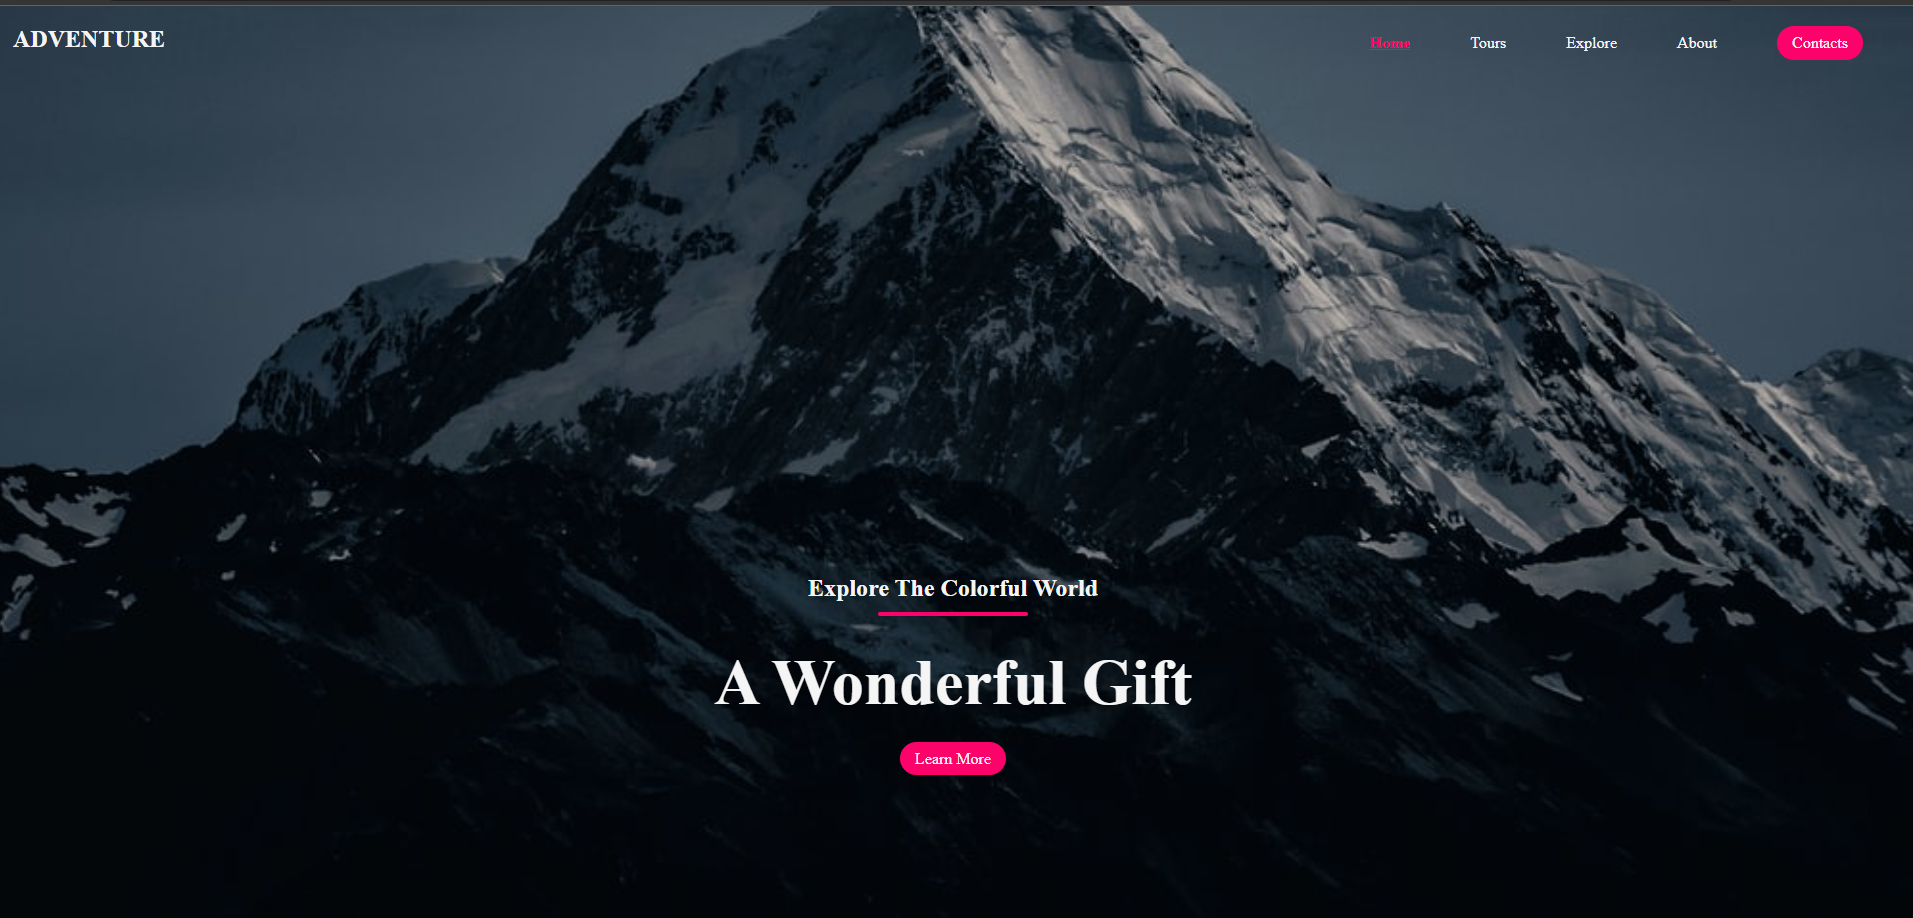 ADVENTURE
Home Tours Explore About Contacts
Explore The Colorful World
A Wonderful Gift
Learn More